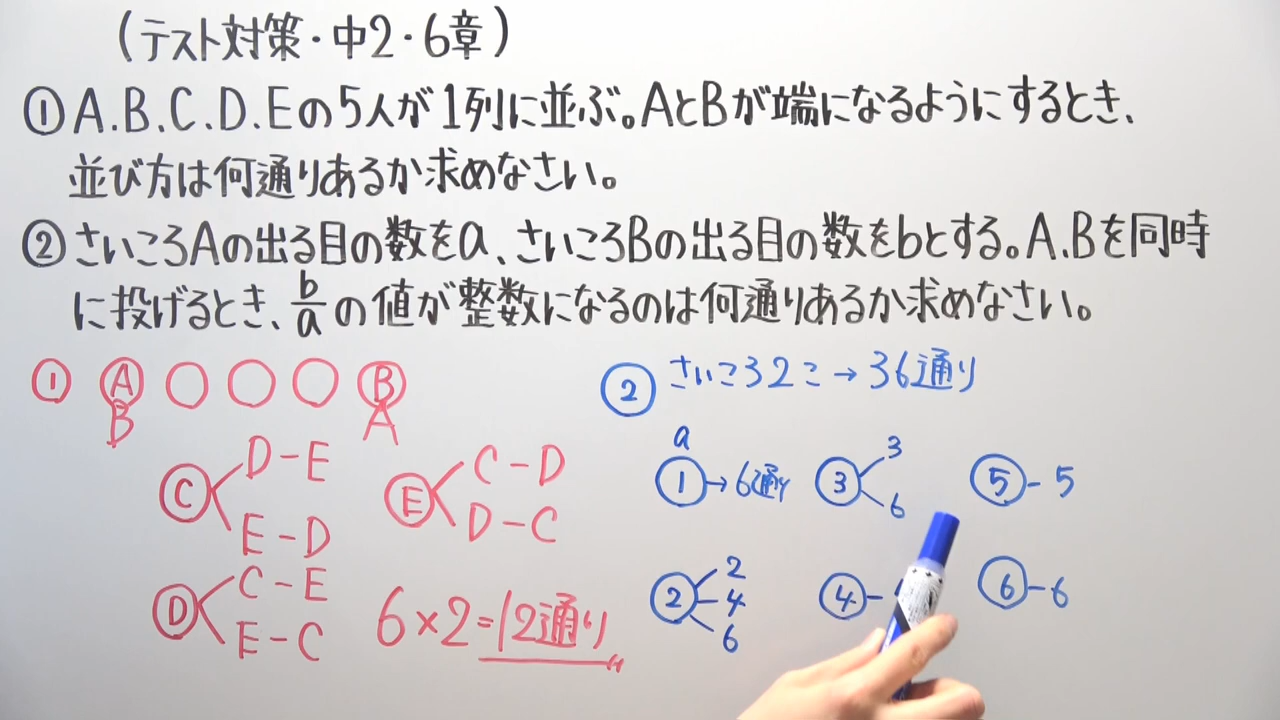 (テスト対策・中2・6章)
①A.B.C.D.Eの5人が1列に並ぶ。AとBが端になるようにするとき、
並び方は何通りあるか求めなさい。
②さいころAの出る目の数をa、さいころBの出る目の数をbとする。A.Bを同時
に投げるとき、b/aの値が整数になるのは何通りあるか求めなさい。
① Ⓐ○○○Ⓑ
B A
Ⓒ D-E
E-D
Ⓔ C-D
D-C
Ⓓ C-E
E-C
6×2=12通り
② さいころ2こ→36通り
a
①→6通り
③ 3
6
⑤-5
② 2
4
6
④-
⑥-6